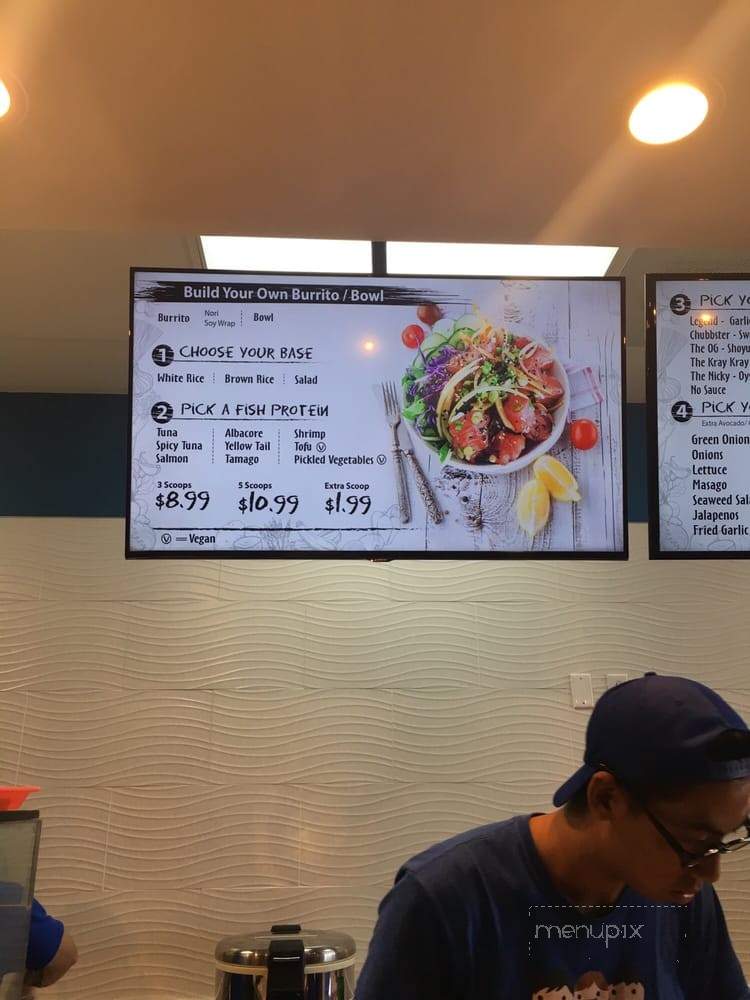 Build Your Own Burrito / Bowl
Burrito
Nori
Soy Wrap
Bowl
1 CHOOSE YOUR BASE
White Rice Brown Rice Salad
2 PICK A FISH PROTEIN
Tuna Albacore Shrimp
Spicy Tuna Yellow Tail Tofu Ⓥ
Salmon Tamago Pickled Vegetables Ⓥ
3 Scoops 5 Scoops Extra Scoop
$8.99 $10.99 $1.99
Ⓥ = Vegan
3 PICK YO
Legend - Garli
Chubbster - Sw
The OG - Shoyu
The Kray Kray
The Nicky - Oy
No Sauce
4 PICK YO
Extra Avocado/
Green Onion
Onions
Lettuce
Masago
Seaweed Sal
Jalapenos
Fried Garlic
menupix